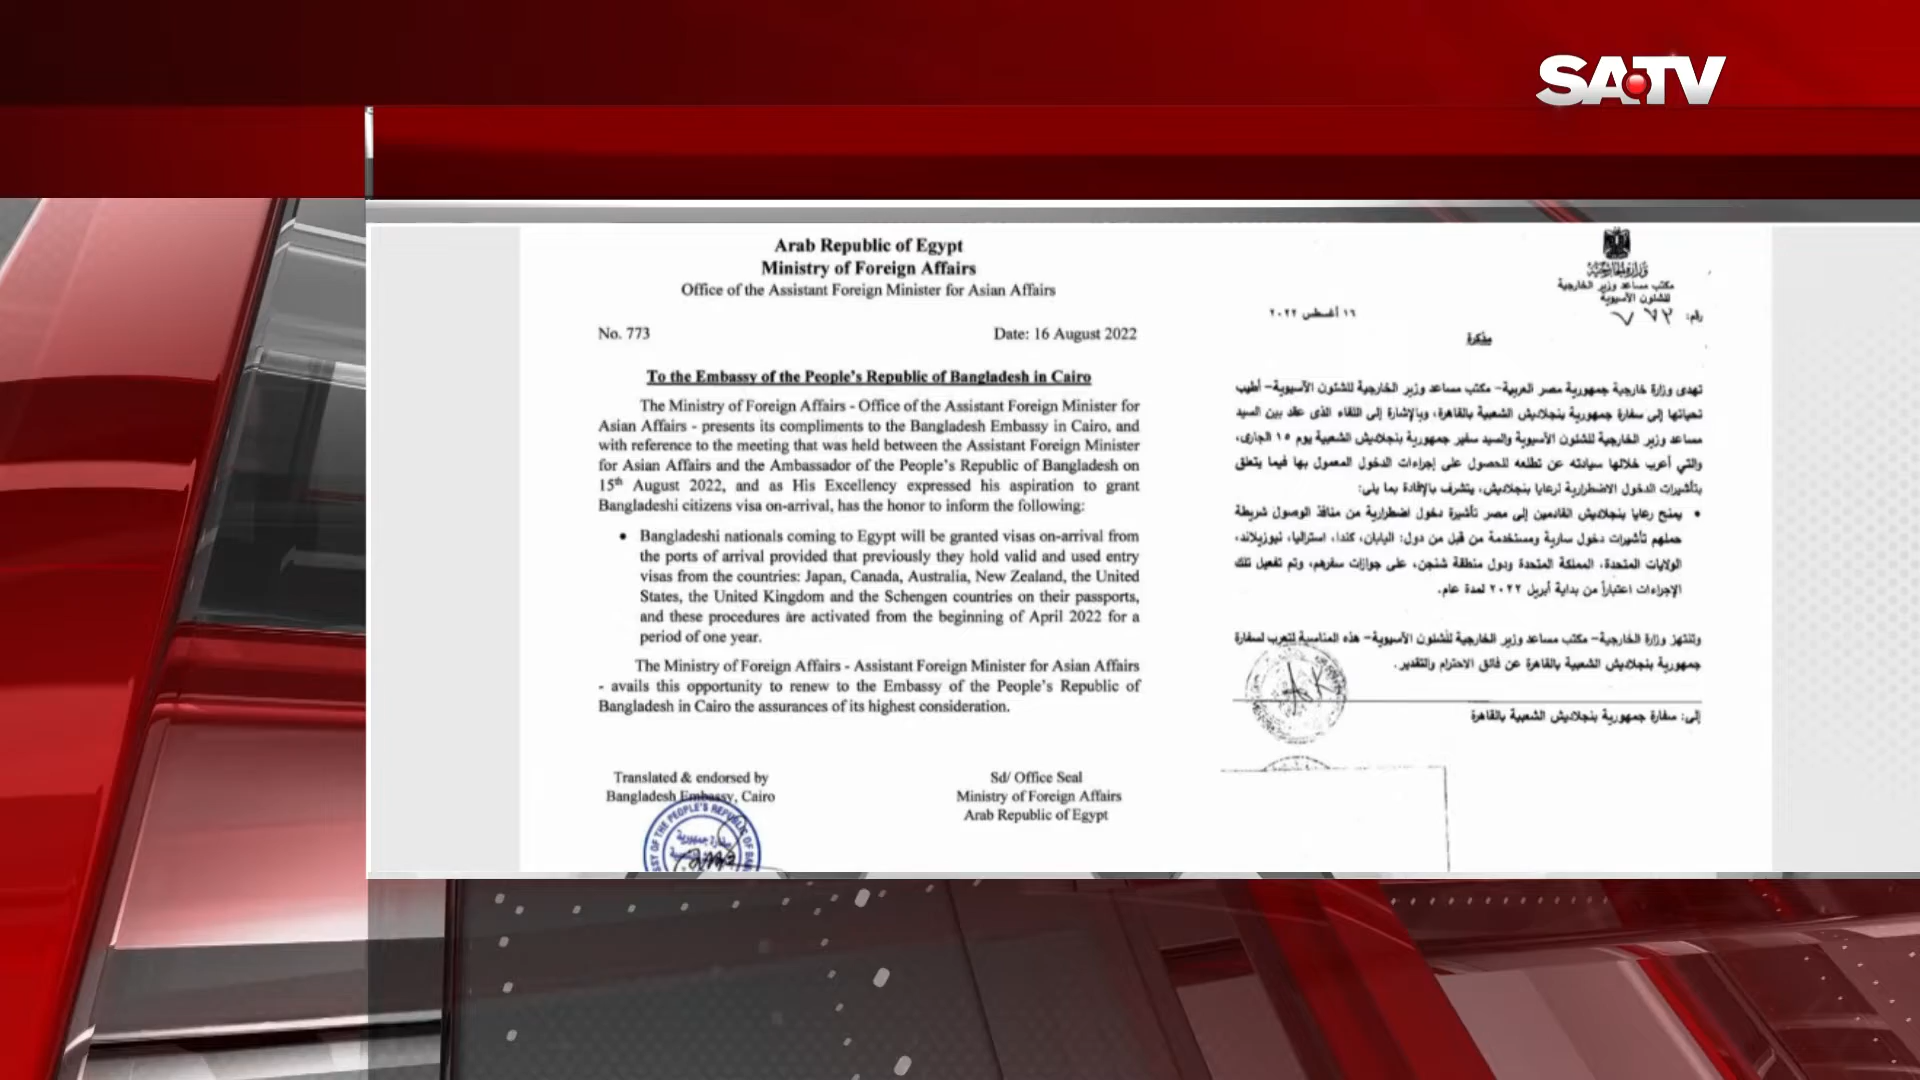 SATV
Arab Republic of Egypt
Ministry of Foreign Affairs
Office of the Assistant Foreign Minister for Asian Affairs
No. 773 Date: 16 August 2022
To the Embassy of the People's Republic of Bangladesh in Cairo
The Ministry of Foreign Affairs - Office of the Assistant Foreign Minister for
Asian Affairs - presents its compliments to the Bangladesh Embassy in Cairo, and
with reference to the meeting that was held between the Assistant Foreign Minister
for Asian Affairs and the Ambassador of the People's Republic of Bangladesh on
15th August 2022, and as His Excellency expressed his aspiration to grant
Bangladeshi citizens visa on-arrival, has the honor to inform the following:
• Bangladeshi nationals coming to Egypt will be granted visas on-arrival from
the ports of arrival provided that previously they hold valid and used entry
visas from the countries: Japan, Canada, Australia, New Zealand, the United
States, the United Kingdom and the Schengen countries on their passports,
and these procedures are activated from the beginning of April 2022 for a
period of one year.
The Ministry of Foreign Affairs - Assistant Foreign Minister for Asian Affairs
- avails this opportunity to renew to the Embassy of the People's Republic of
Bangladesh in Cairo the assurances of its highest consideration.
Translated & endorsed by
Bangladesh Embassy, Cairo
Sd/ Office Seal
Ministry of Foreign Affairs
Arab Republic of Egypt
OF THE PEOPLE'S REPUBLIC OF
وزارة الخارجية
مكتب مساعد وزير الخارجية
للشئون الآسيوية
رقم: ٧٧٣
١٦ أغسطس ٢٠٢٢
مذكرة
تهدى وزارة خارجية جمهورية مصر العربية- مكتب مساعد وزير الخارجية للشئون الآسيوية- أطيب
تحياتها إلى سفارة جمهورية بنجلاديش الشعبية بالقاهرة، وبالإشارة إلى اللقاء الذى عقد بين السيد
مساعد وزير الخارجية للشئون الآسيوية والسيد سفير جمهورية بنجلاديش الشعبية يوم ١٥ الجارى،
والتي أعرب خلالها سيادته عن تطلعه للحصول على إجراءات الدخول المعمول بها فيما يتعلق
بتأشيرات الدخول الاضطرارية لرعايا بنجلاديش، يتشرف بالإفادة بما يلى:
• يمنح رعايا بنجلاديش القادمين إلى مصر تأشيرة دخول اضطرارية من منافذ الوصول شريطة
حملهم تأشيرات دخول سارية ومستخدمة من قبل من دول: اليابان، كندا، استراليا، نيوزيلاند،
الولايات المتحدة، المملكة المتحدة ودول منطقة شنجن، على جوازات سفرهم، وتم تفعيل تلك
الإجراءات اعتباراً من بداية أبريل ٢٠٢٢ لمدة عام.
وتنتهز وزارة الخارجية- مكتب مساعد وزير الخارجية للشئون الآسيوية- هذه المناسبة لتعرب لسفارة
جمهورية بنجلاديش الشعبية بالقاهرة عن فائق الاحترام والتقدير.
إلى: سفارة جمهورية بنجلاديش الشعبية بالقاهرة